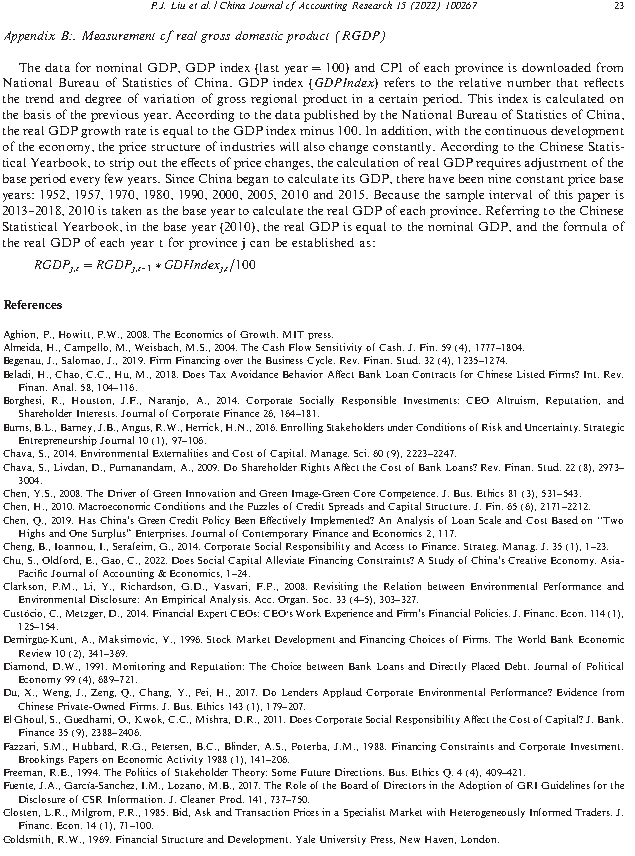 P.J. Liu et al. / China Journal of Accounting Research 15 (2022) 100267 23
Appendix B:. Measurement of real gross domestic product (RGDP)
The data for nominal GDP, GDP index {last year = 100} and CPI of each province is downloaded from
National Bureau of Statistics of China. GDP index {GDPIndex} refers to the relative number that reflects
the trend and degree of variation of gross regional product in a certain period. This index is calculated on
the basis of the previous year. According to the data published by the National Bureau of Statistics of China,
the real GDP growth rate is equal to the GDP index minus 100. In addition, with the continuous development
of the economy, the price structure of industries will also change constantly. According to the Chinese Statis-
tical Yearbook, to strip out the effects of price changes, the calculation of real GDP requires adjustment of the
base period every few years. Since China began to calculate its GDP, there have been nine constant price base
years: 1952, 1957, 1970, 1980, 1990, 2000, 2005, 2010 and 2015. Because the sample interval of this paper is
2013–2018, 2010 is taken as the base year to calculate the real GDP of each province. Referring to the Chinese
Statistical Yearbook, in the base year {2010}, the real GDP is equal to the nominal GDP, and the formula of
the real GDP of each year t for province j can be established as:
RGDPj,t = RGDPj,t-1 * GDHIndexj,t/100
References
Aghion, P., Howitt, P.W., 2008. The Economics of Growth. MIT press.
Almeida, H., Campello, M., Weisbach, M.S., 2004. The Cash Flow Sensitivity of Cash. J. Fin. 59 (4), 1777–1804.
Begenau, J., Salomao, J., 2019. Firm Financing over the Business Cycle. Rev. Finan. Stud. 32 (4), 1235–1274.
Beladi, H., Chao, C.C., Hu, M., 2018. Does Tax Avoidance Behavior Affect Bank Loan Contracts for Chinese Listed Firms? Int. Rev.
Finan. Anal. 58, 104–116.
Borghesi, R., Houston, J.F., Naranjo, A., 2014. Corporate Socially Responsible Investments: CEO Altruism, Reputation, and
Shareholder Interests. Journal of Corporate Finance 26, 164–181.
Burns, B.L., Barney, J.B., Angus, R.W., Herrick, H.N., 2016. Enrolling Stakeholders under Conditions of Risk and Uncertainty. Strategic
Entrepreneurship Journal 10 (1), 97–106.
Chava, S., 2014. Environmental Externalities and Cost of Capital. Manage. Sci. 60 (9), 2223–2247.
Chava, S., Livdan, D., Purnanandam, A., 2009. Do Shareholder Rights Affect the Cost of Bank Loans? Rev. Finan. Stud. 22 (8), 2973–
3004.
Chen, Y.S., 2008. The Driver of Green Innovation and Green Image-Green Core Competence. J. Bus. Ethics 81 (3), 531–543.
Chen, H., 2010. Macroeconomic Conditions and the Puzzles of Credit Spreads and Capital Structure. J. Fin. 65 (6), 2171–2212.
Chen, Q., 2019. Has China's Green Credit Policy Been Effectively Implemented? An Analysis of Loan Scale and Cost Based on "Two
Highs and One Surplus" Enterprises. Journal of Contemporary Finance and Economics 2, 117.
Cheng, B., Ioannou, I., Serafeim, G., 2014. Corporate Social Responsibility and Access to Finance. Strateg. Manag. J. 35 (1), 1–23.
Chu, S., Oldford, E., Gao, C., 2022. Does Social Capital Alleviate Financing Constraints? A Study of China's Creative Economy. Asia-
Pacific Journal of Accounting & Economics, 1–24.
Clarkson, P.M., Li, Y., Richardson, G.D., Vasvari, F.P., 2008. Revisiting the Relation between Environmental Performance and
Environmental Disclosure: An Empirical Analysis. Acc. Organ. Soc. 33 (4–5), 303–327.
Custódio, C., Metzger, D., 2014. Financial Expert CEOs: CEO's Work Experience and Firm's Financial Policies. J. Financ. Econ. 114 (1),
125–154.
Demirgüç-Kunt, A., Maksimovic, V., 1996. Stock Market Development and Financing Choices of Firms. The World Bank Economic
Review 10 (2), 341–369.
Diamond, D.W., 1991. Monitoring and Reputation: The Choice between Bank Loans and Directly Placed Debt. Journal of Political
Economy 99 (4), 689–721.
Du, X., Weng, J., Zeng, Q., Chang, Y., Pei, H., 2017. Do Lenders Applaud Corporate Environmental Performance? Evidence from
Chinese Private-Owned Firms. J. Bus. Ethics 143 (1), 179–207.
El Ghoul, S., Guedhami, O., Kwok, C.C., Mishra, D.R., 2011. Does Corporate Social Responsibility Affect the Cost of Capital? J. Bank.
Finance 35 (9), 2388–2406.
Fazzari, S.M., Hubbard, R.G., Petersen, B.C., Blinder, A.S., Poterba, J.M., 1988. Financing Constraints and Corporate Investment.
Brookings Papers on Economic Activity 1988 (1), 141–206.
Freeman, R.E., 1994. The Politics of Stakeholder Theory: Some Future Directions. Bus. Ethics Q. 4 (4), 409–421.
Fuente, J.A., García-Sanchez, I.M., Lozano, M.B., 2017. The Role of the Board of Directors in the Adoption of GRI Guidelines for the
Disclosure of CSR Information. J. Cleaner Prod. 141, 737–750.
Glosten, L.R., Milgrom, P.R., 1985. Bid, Ask and Transaction Prices in a Specialist Market with Heterogeneously Informed Traders. J.
Financ. Econ. 14 (1), 71–100.
Goldsmith, R.W., 1969. Financial Structure and Development. Yale University Press, New Haven, London.